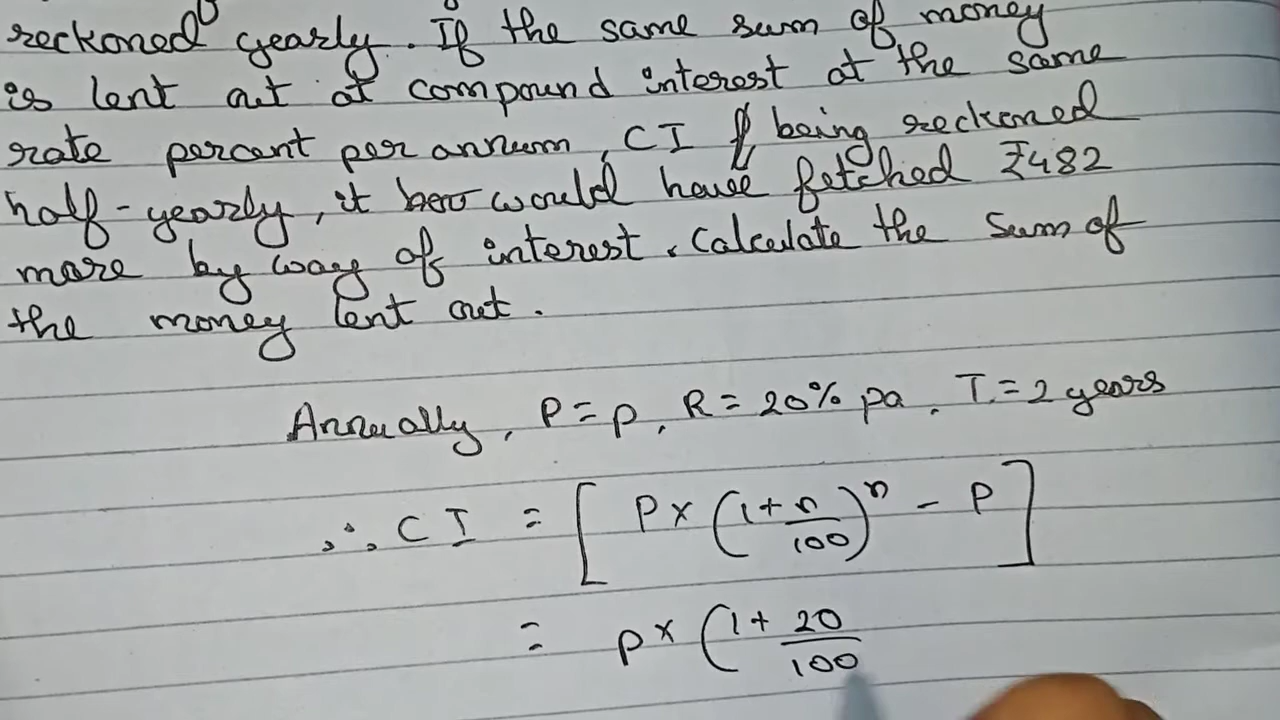 reckoned yearly. If the same sum of money
is lent out at compound interest at the same
rate percent per annum, CI being reckoned
half-yearly, it would have fetched ₹482
more by way of interest. Calculate the sum of
the money lent out.
Annually, P = P, R = 20% pa. T. = 2 years
∴ CI = [ P × (1 + r/100)^n - P ]
= P × (1 + 20/100